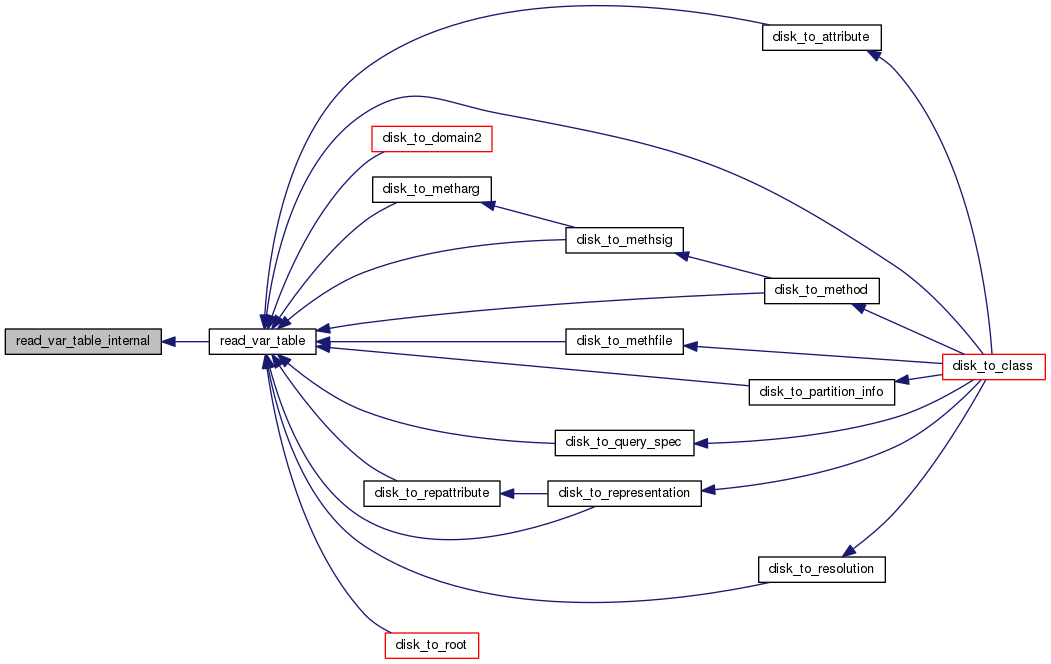 disk_to_attribute
disk_to_domain2
disk_to_metharg
disk_to_methsig
disk_to_method
read_var_table_internal
read_var_table
disk_to_methfile
disk_to_class
disk_to_partition_info
disk_to_query_spec
disk_to_repattribute
disk_to_representation
disk_to_resolution
disk_to_root